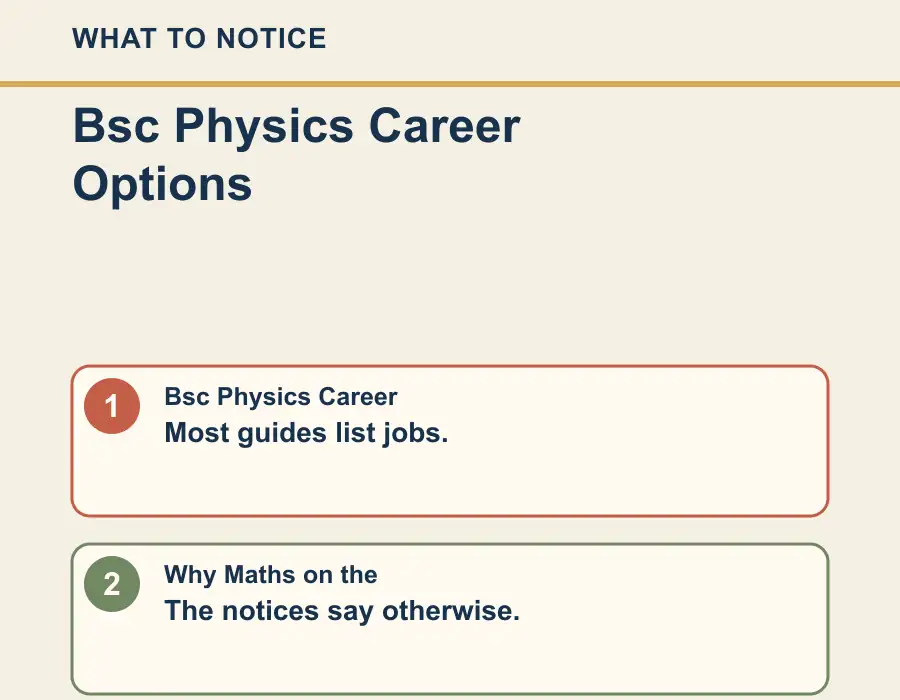 WHAT TO NOTICE
Bsc Physics Career
Options
1
Bsc Physics Career
Most guides list jobs.
2
Why Maths on the
The notices say otherwise.